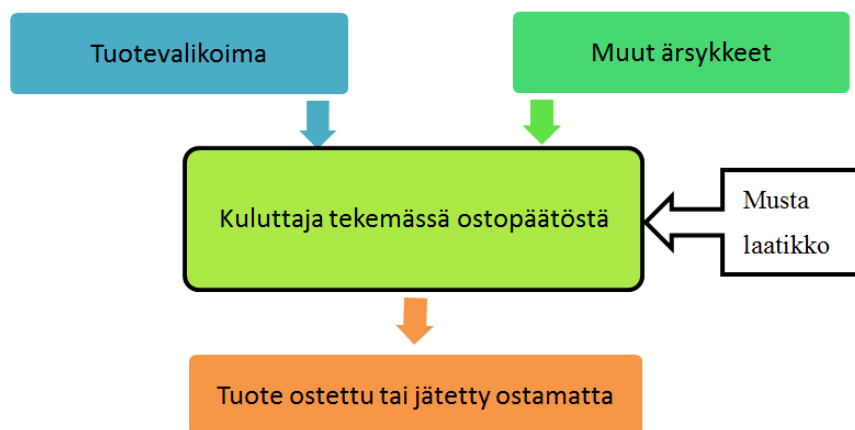 Tuotevalikoima
Muut ärsykkeet
Kuluttaja tekemässä ostopäätöstä
Musta
laatikko
Tuote ostettu tai jätetty ostamatta